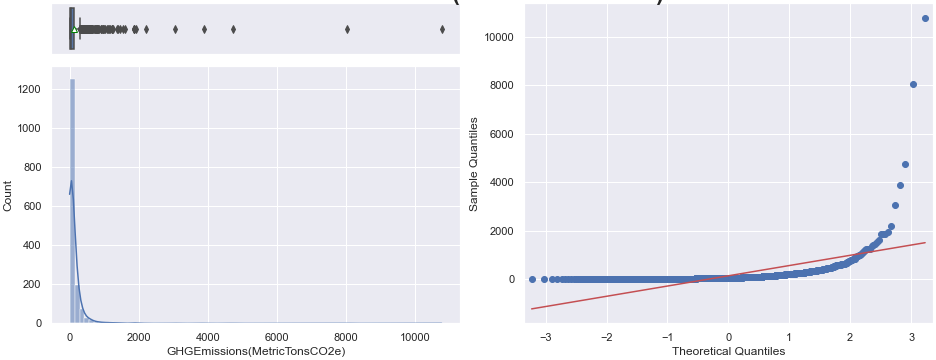 ( )
1200
1000
800
600
400
200
0
Count
0 2000 4000 6000 8000 10000
GHGEmissions(MetricTonsCO2e)
10000
8000
6000
4000
2000
0
Sample Quantiles
−3 −2 −1 0 1 2 3
Theoretical Quantiles